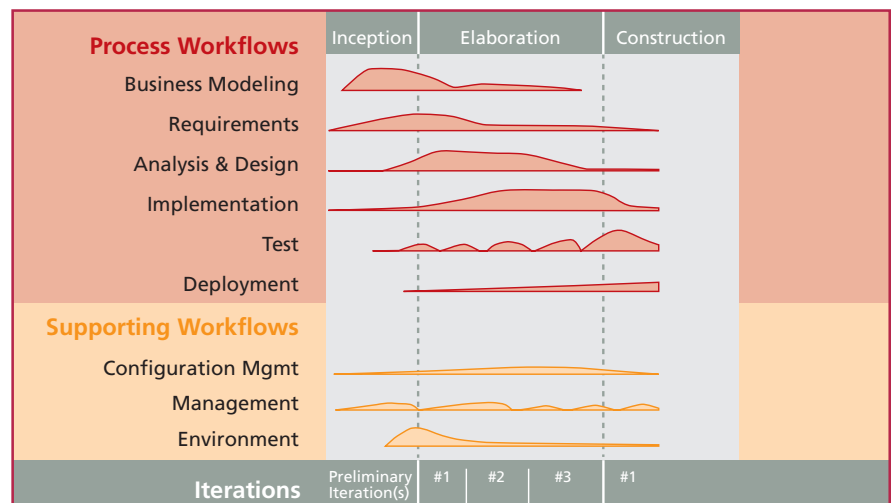 Process Workflows
Inception Elaboration Construction
Business Modeling
Requirements
Analysis & Design
Implementation
Test
Deployment
Supporting Workflows
Configuration Mgmt
Management
Environment
Iterations
Preliminary
Iteration(s)
#1 #2 #3 #1